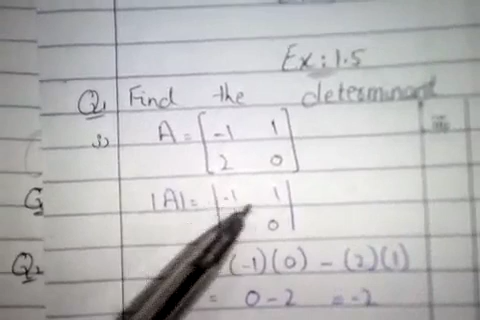 Ex: 1.5
Q1 Find the determinant
i) A = [-1 1
2 0]
G |A| = |-1 1
0|
Q2 (-1)(0) - (2)(1)
= 0-2 = -2